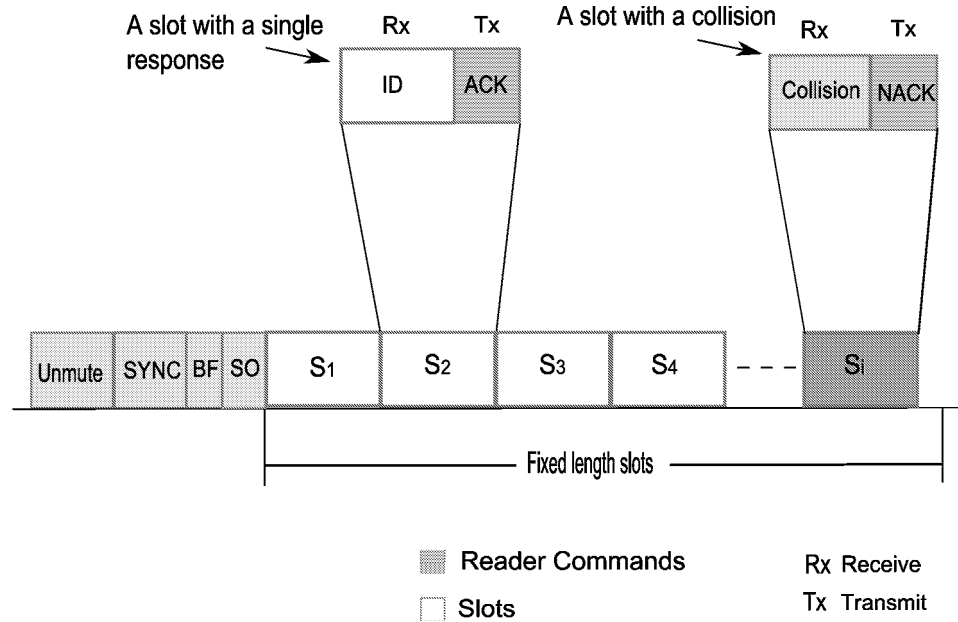 A slot with a single
response
Rx Tx
ID ACK
A slot with a collision
Rx Tx
Collision NACK
Unmute SYNC BF SO S1 S2 S3 S4 Si
Fixed length slots
Reader Commands
Slots
Rx Receive
Tx Transmit